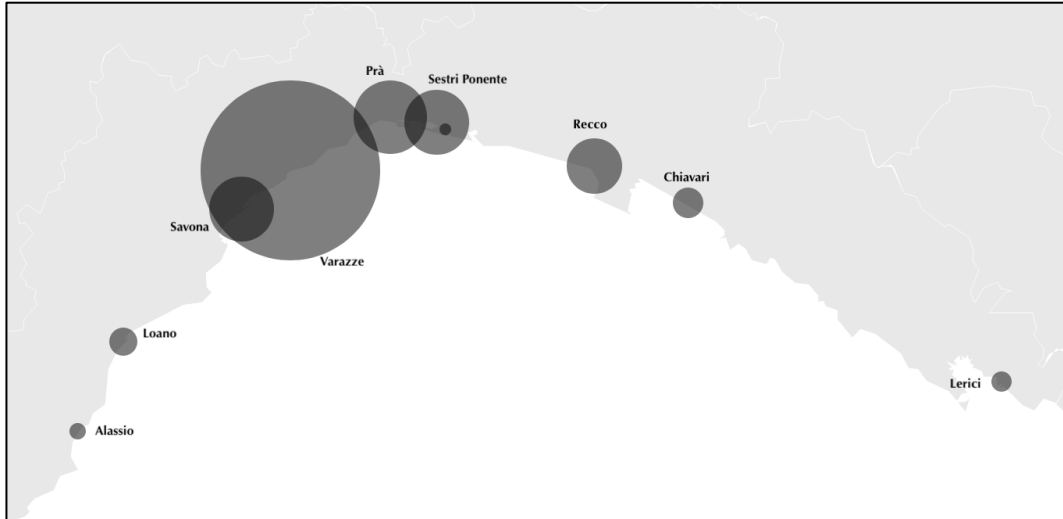 Prà
Sestri Ponente
Recco
Chiavari
Savona
Varazze
Loano
Lerici
Alassio